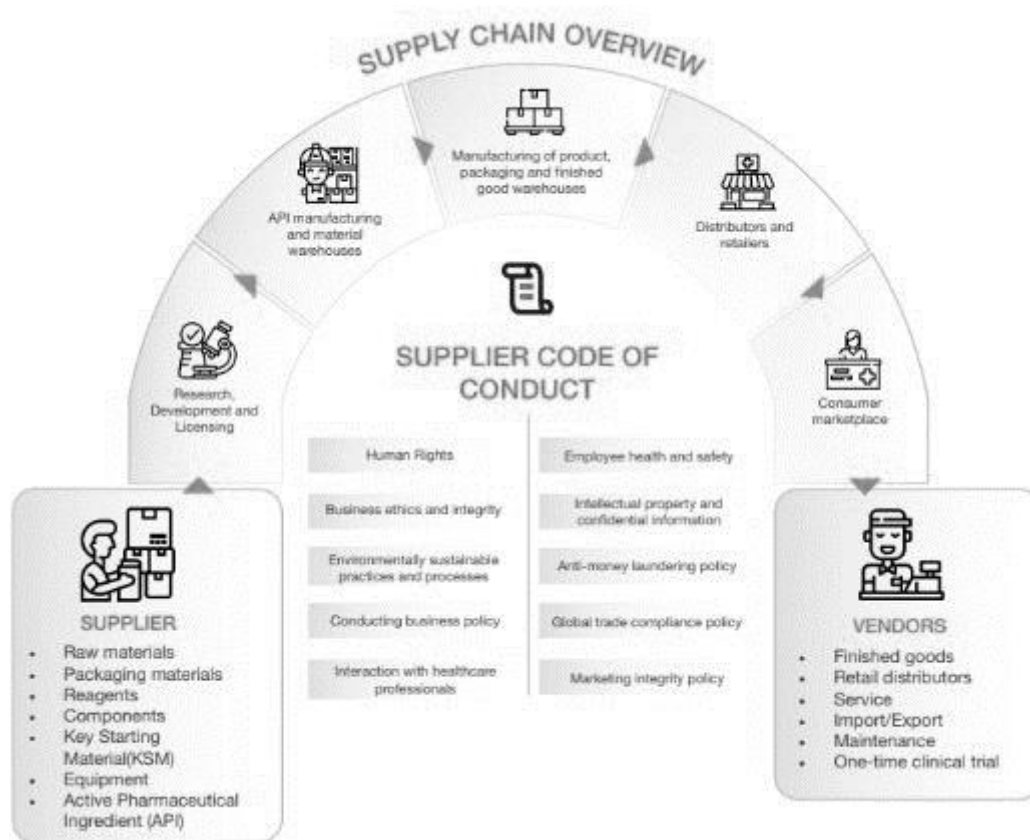 SUPPLY CHAIN OVERVIEW
Manufacturing of product,
packaging and finished
good warehouses
API manufacturing
and material
warehouses
Distributors and
retailers
Research,
Development and
Licensing
Consumer
marketplace
SUPPLIER CODE OF
CONDUCT
Human Rights
Business ethics and integrity
Environmentally sustainable
practices and processes
Conducting business policy
Interaction with healthcare
professionals
Employee health and safety
Intellectual property and
confidential information
Anti-money laundering policy
Global trade compliance policy
Marketing integrity policy
SUPPLIER
• Raw materials
• Packaging materials
• Reagents
• Components
• Key Starting
Material(KSM)
• Equipment
• Active Pharmaceutical
Ingredient (API)
VENDORS
• Finished goods
• Retail distributors
• Service
• Import/Export
• Maintenance
• One-time clinical trial